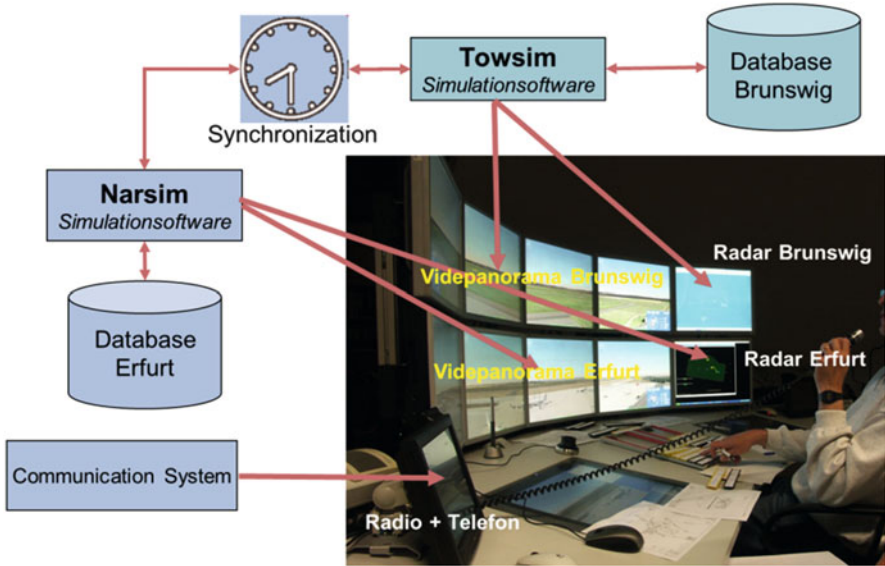 Towsim
Simulationsoftware
Database
Brunswig
Synchronization
Narsim
Simulationsoftware
Radar Brunswig
Videpanorama Brunswig
Database
Erfurt
Videpanorama Erfurt
Radar Erfurt
Communication System
Radio + Telefon